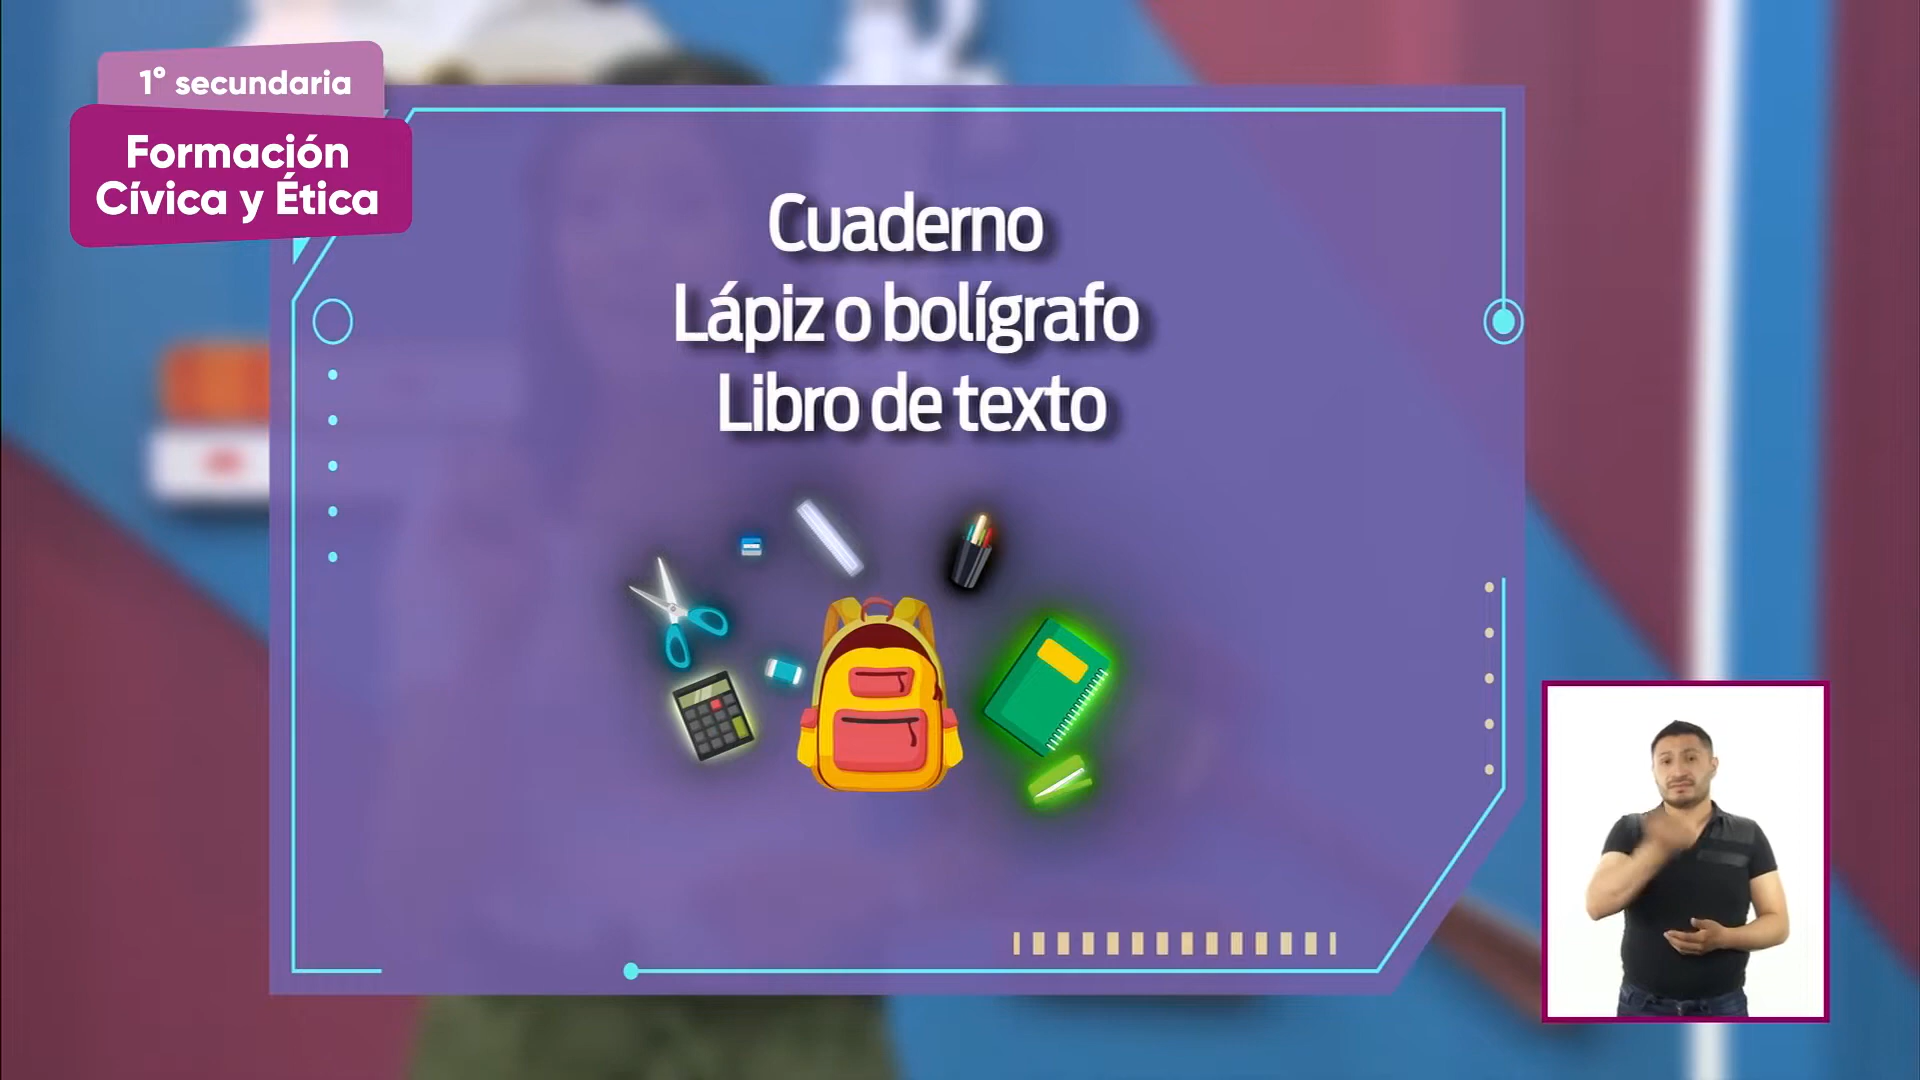 1° secundaria
Formación
Cívica y Ética
Cuaderno
Lápiz o bolígrafo
Libro de texto